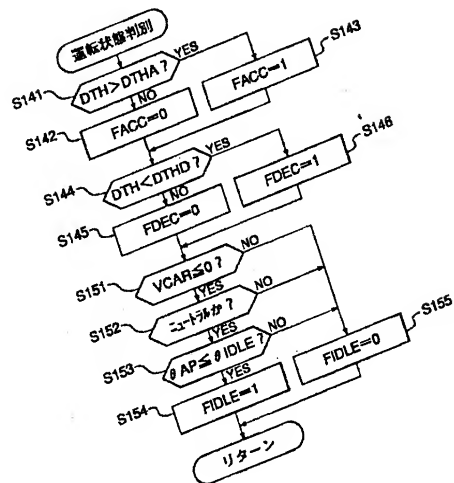 運転状態判別
S141
DTH>DTHA?
YES
S143
FACC=1
NO
S142
FACC=0
S144
DTH<DTHD?
YES
S146
FDEC=1
NO
S145
FDEC=0
S151
VCAR≦0?
NO
YES
S152
ニュートラルか?
NO
YES
S153
θAP≦θIDLE?
NO
S155
FIDLE=0
YES
S154
FIDLE=1
リターン